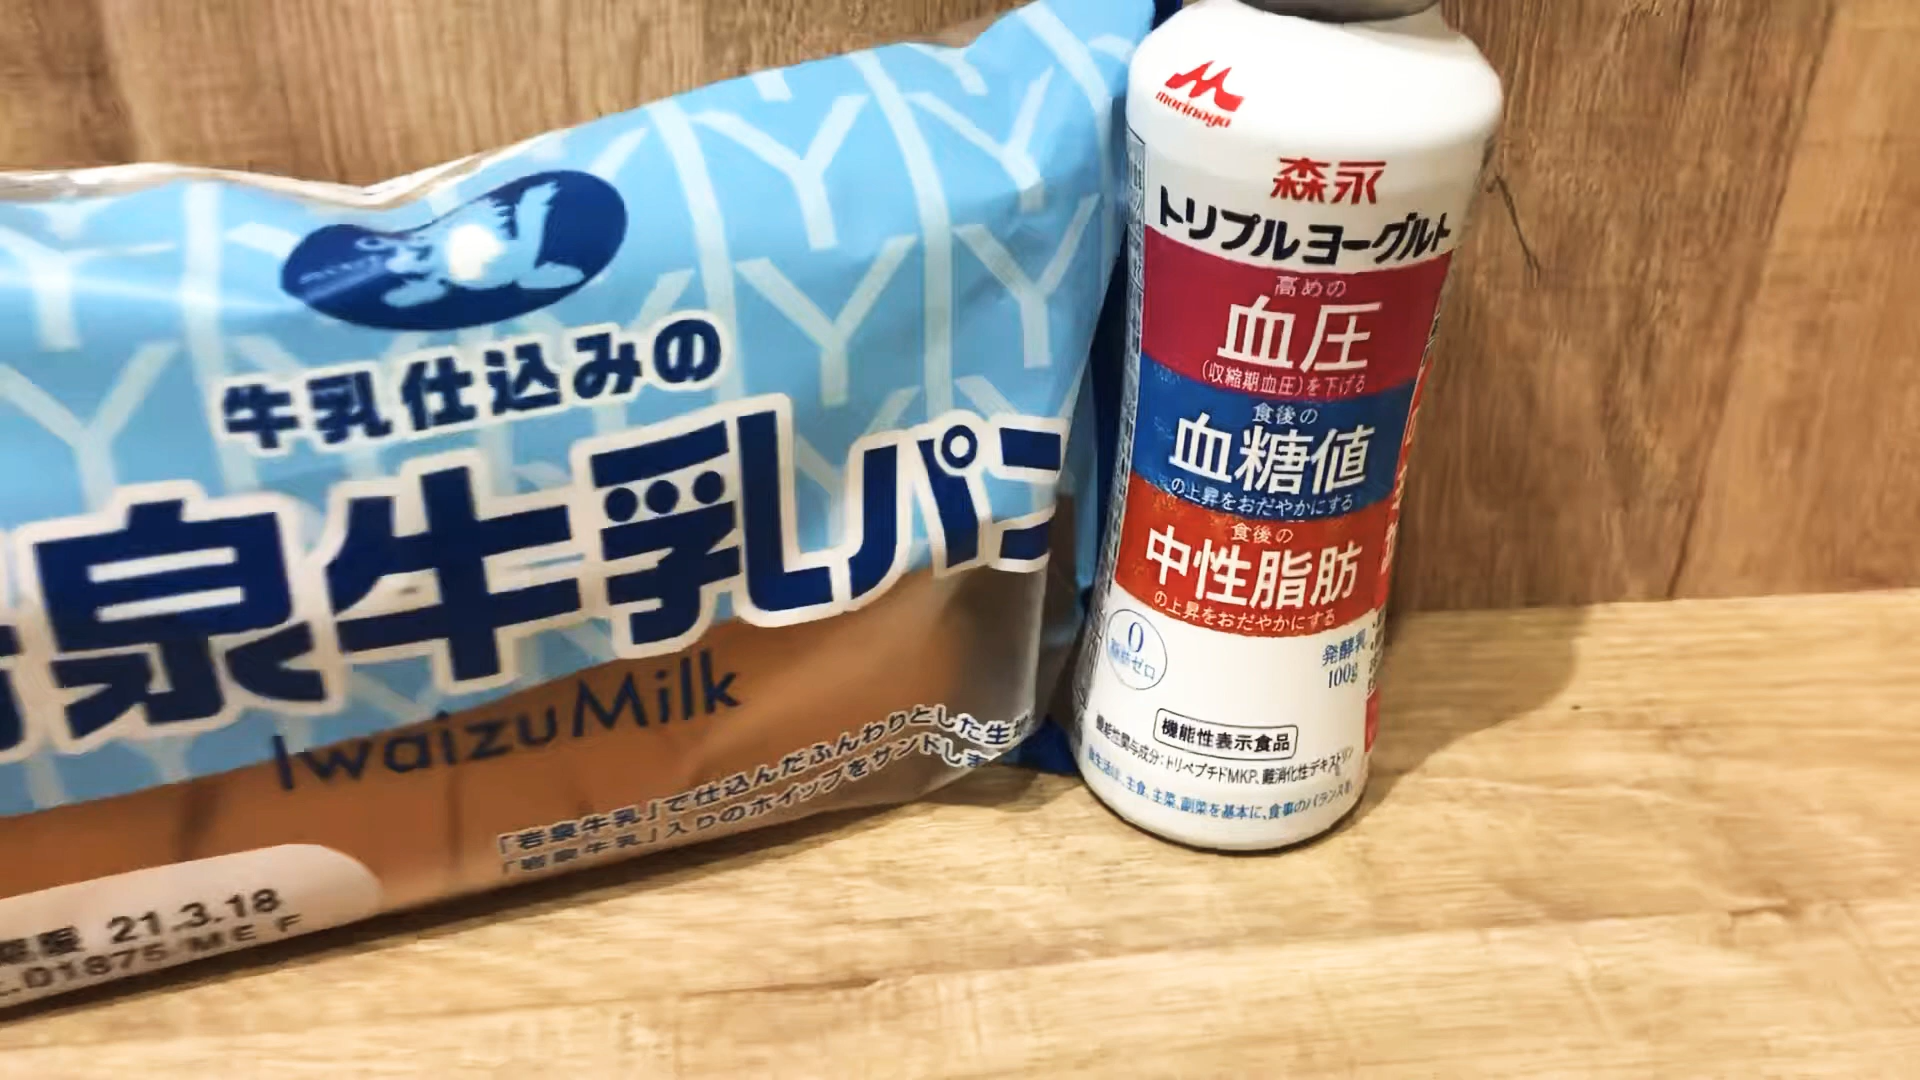 牛乳仕込みの
泉牛乳パン
Iwaizu Milk
「岩泉牛乳」で仕込んだふんわりとした生地
「岩泉牛乳」入りのホイップをサンドしま
期限 21.3.18
D1875 ME F
morinaga
森永
トリプルヨーグルト
高めの
血圧
(収縮期血圧)を下げる
食後の
血糖値
の上昇をおだやかにする
食後の
中性脂肪
の上昇をおだやかにする
0
脂肪ゼロ
発酵乳
100g
機能性表示食品
機能性関与成分:トリペプチドMKP、難消化性デキストリン
食生活は、主食、主菜、副菜を基本に、食事のバランスを。